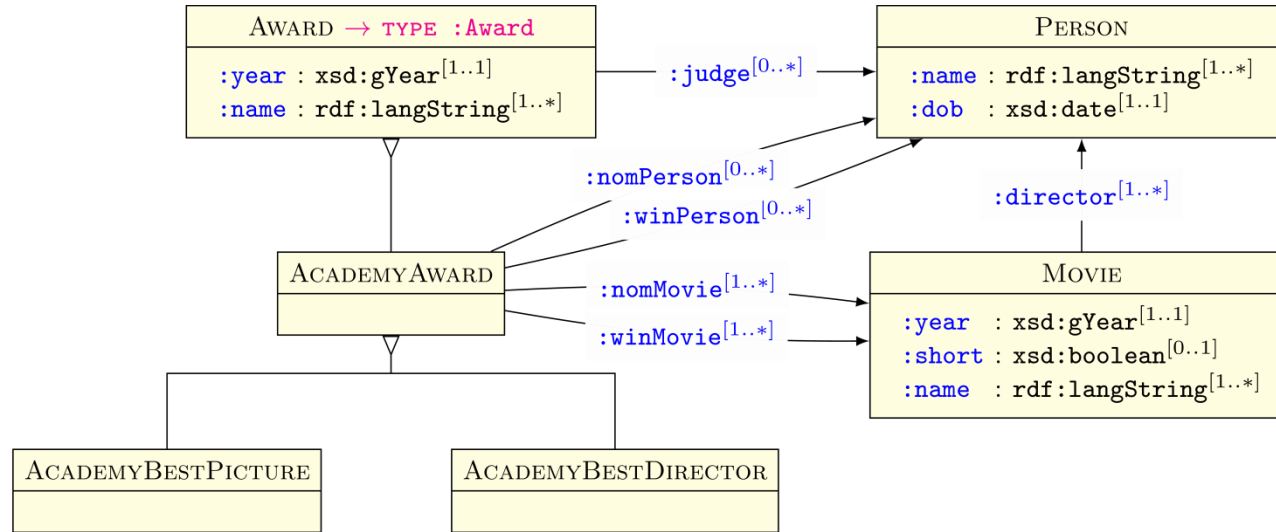 AWARD → TYPE :Award
:year : xsd:gYear[1..1]
:name : rdf:langString[1..*]
:judge[0..*]
PERSON
:name : rdf:langString[1..*]
:dob : xsd:date[1..1]
:nomPerson[0..*]
:winPerson[0..*]
:director[1..*]
ACADEMYAWARD
:nomMovie[1..*]
:winMovie[1..*]
MOVIE
:year : xsd:gYear[1..1]
:short : xsd:boolean[0..1]
:name : rdf:langString[1..*]
ACADEMYBESTPICTURE
ACADEMYBESTDIRECTOR